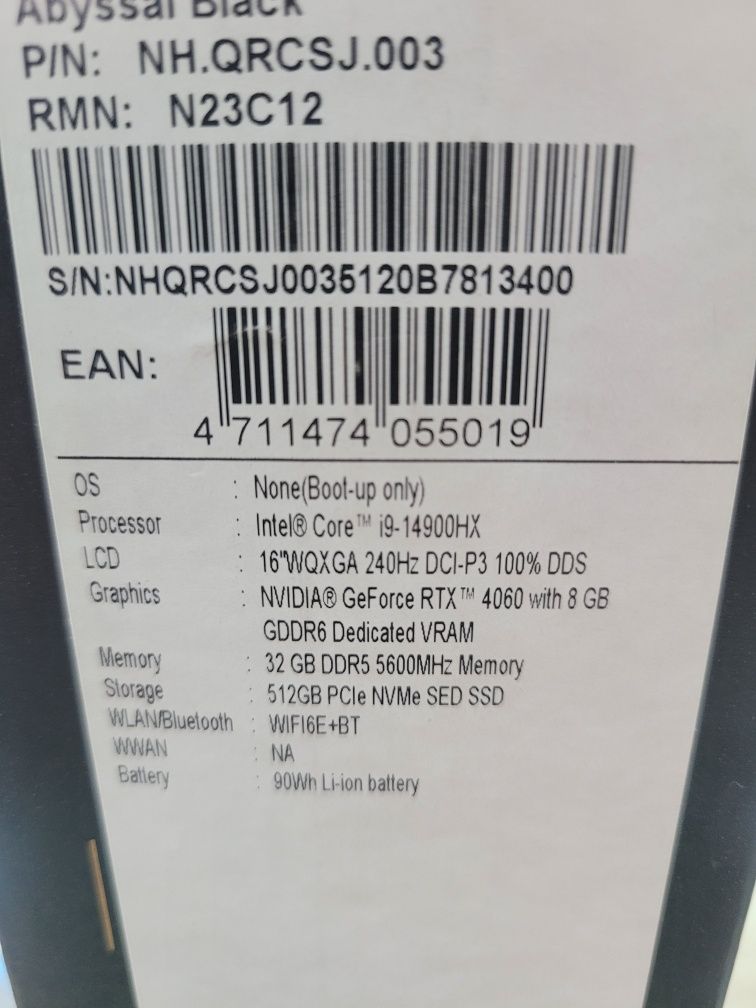 Abyssal Black
P/N: NH.QRCSJ.003
RMN: N23C12
S/N:NHQRCSJ0035120B7813400
EAN:
4 711474 055019
OS : None(Boot-up only)
Processor : Intel® Core™ i9-14900HX
LCD : 16"WQXGA 240Hz DCI-P3 100% DDS
Graphics : NVIDIA® GeForce RTX™ 4060 with 8 GB
GDDR6 Dedicated VRAM
Memory : 32 GB DDR5 5600MHz Memory
Storage : 512GB PCIe NVMe SED SSD
WLAN/Bluetooth : WIFI6E+BT
WWAN : NA
Battery : 90Wh Li-ion battery